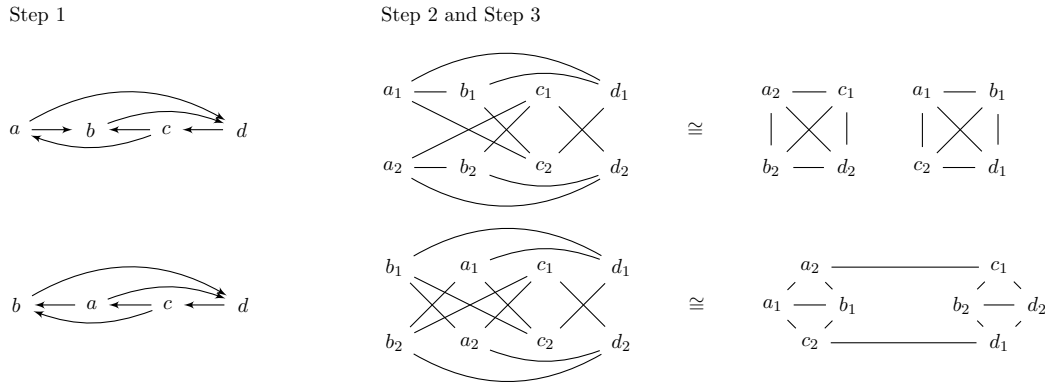 Step 1 Step 2 and Step 3
a₁ b₁ c₁ d₁ a₂ c₁ a₁ b₁
a b c d ≅
a₂ b₂ c₂ d₂ b₂ d₂ c₂ d₁
b₁ a₁ c₁ d₁ a₂ c₁
b a c d ≅ a₁ b₁ b₂ d₂
b₂ a₂ c₂ d₂ c₂ d₁